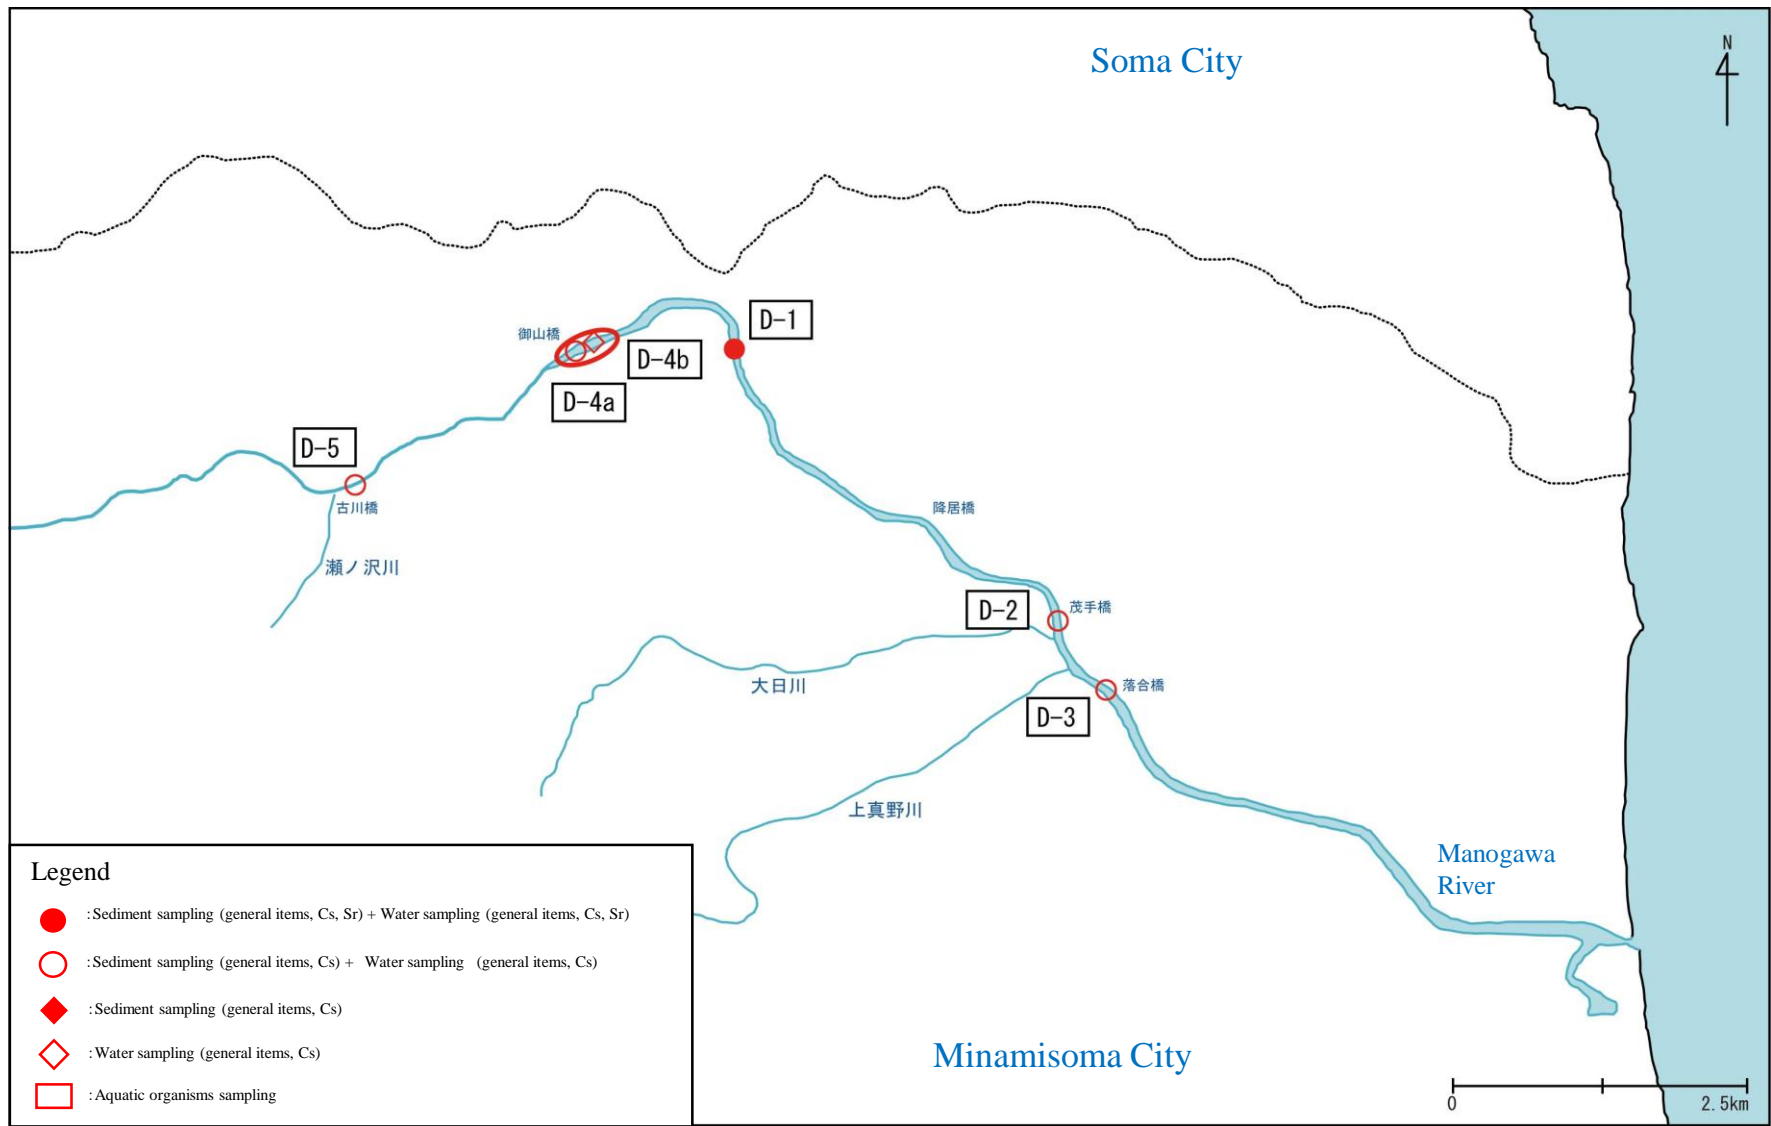 Soma City
N
D-1
御山橋
D-4b
D-4a
D-5
古川橋
降居橋
瀬ノ沢川
D-2
茂手橋
大日川
落合橋
D-3
上真野川
Manogawa
River
Legend
:Sediment sampling (general items, Cs, Sr) + Water sampling (general items, Cs, Sr)
:Sediment sampling (general items, Cs) + Water sampling (general items, Cs)
:Sediment sampling (general items, Cs)
:Water sampling (general items, Cs)
:Aquatic organisms sampling
Minamisoma City
0 2.5km